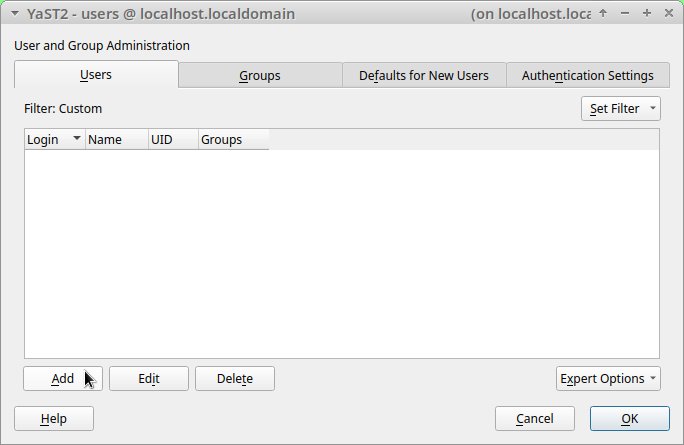 YaST2 - users @ localhost.localdomain (on localhost.loca
User and Group Administration
Users Groups Defaults for New Users Authentication Settings
Filter: Custom Set Filter
Login Name UID Groups
Add Edit Delete Expert Options
Help Cancel OK